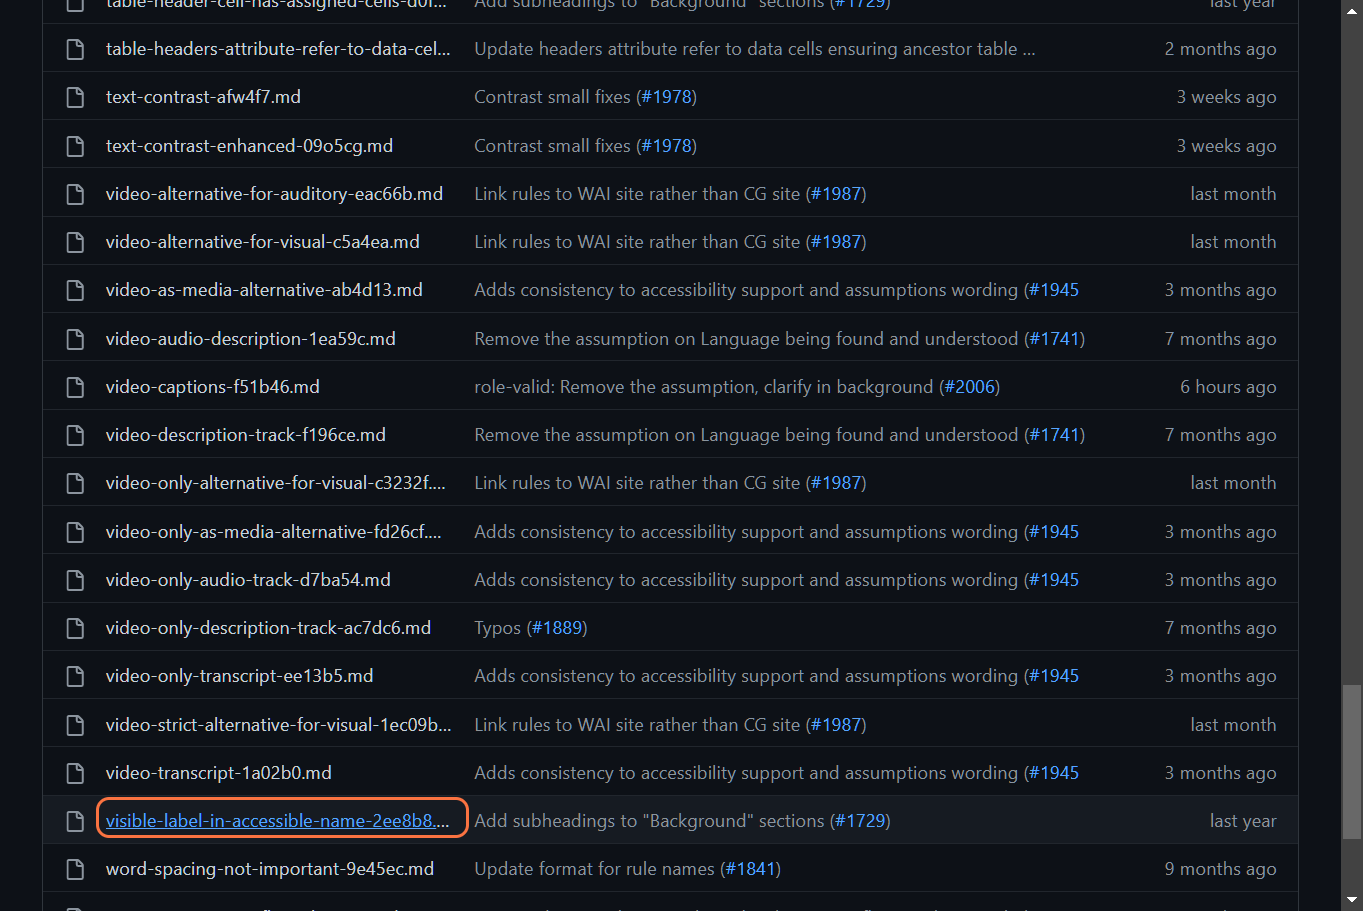 table-header-cell-has-assigned-cells-d0f... Add subheadings to "Background" sections (#1729) last year
table-headers-attribute-refer-to-data-cel... Update headers attribute refer to data cells ensuring ancestor table ... 2 months ago
text-contrast-afw4f7.md Contrast small fixes (#1978) 3 weeks ago
text-contrast-enhanced-09o5cg.md Contrast small fixes (#1978) 3 weeks ago
video-alternative-for-auditory-eac66b.md Link rules to WAI site rather than CG site (#1987) last month
video-alternative-for-visual-c5a4ea.md Link rules to WAI site rather than CG site (#1987) last month
video-as-media-alternative-ab4d13.md Adds consistency to accessibility support and assumptions wording (#1945 3 months ago
video-audio-description-1ea59c.md Remove the assumption on Language being found and understood (#1741) 7 months ago
video-captions-f51b46.md role-valid: Remove the assumption, clarify in background (#2006) 6 hours ago
video-description-track-f196ce.md Remove the assumption on Language being found and understood (#1741) 7 months ago
video-only-alternative-for-visual-c3232f.... Link rules to WAI site rather than CG site (#1987) last month
video-only-as-media-alternative-fd26cf.... Adds consistency to accessibility support and assumptions wording (#1945 3 months ago
video-only-audio-track-d7ba54.md Adds consistency to accessibility support and assumptions wording (#1945 3 months ago
video-only-description-track-ac7dc6.md Typos (#1889) 7 months ago
video-only-transcript-ee13b5.md Adds consistency to accessibility support and assumptions wording (#1945 3 months ago
video-strict-alternative-for-visual-1ec09b... Link rules to WAI site rather than CG site (#1987) last month
video-transcript-1a02b0.md Adds consistency to accessibility support and assumptions wording (#1945 3 months ago
visible-label-in-accessible-name-2ee8b8.... Add subheadings to "Background" sections (#1729) last year
word-spacing-not-important-9e45ec.md Update format for rule names (#1841) 9 months ago